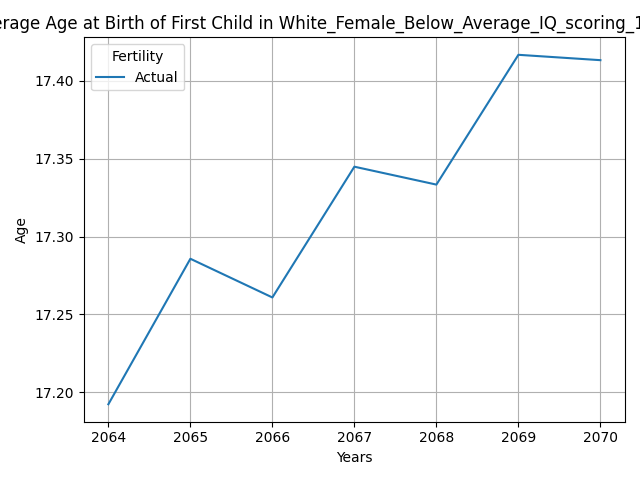 erage Age at Birth of First Child in White_Female_Below_Average_IQ_scoring_1
Fertility
Actual
17.40
17.35
17.30
17.25
17.20
Age
2064 2065 2066 2067 2068 2069 2070
Years